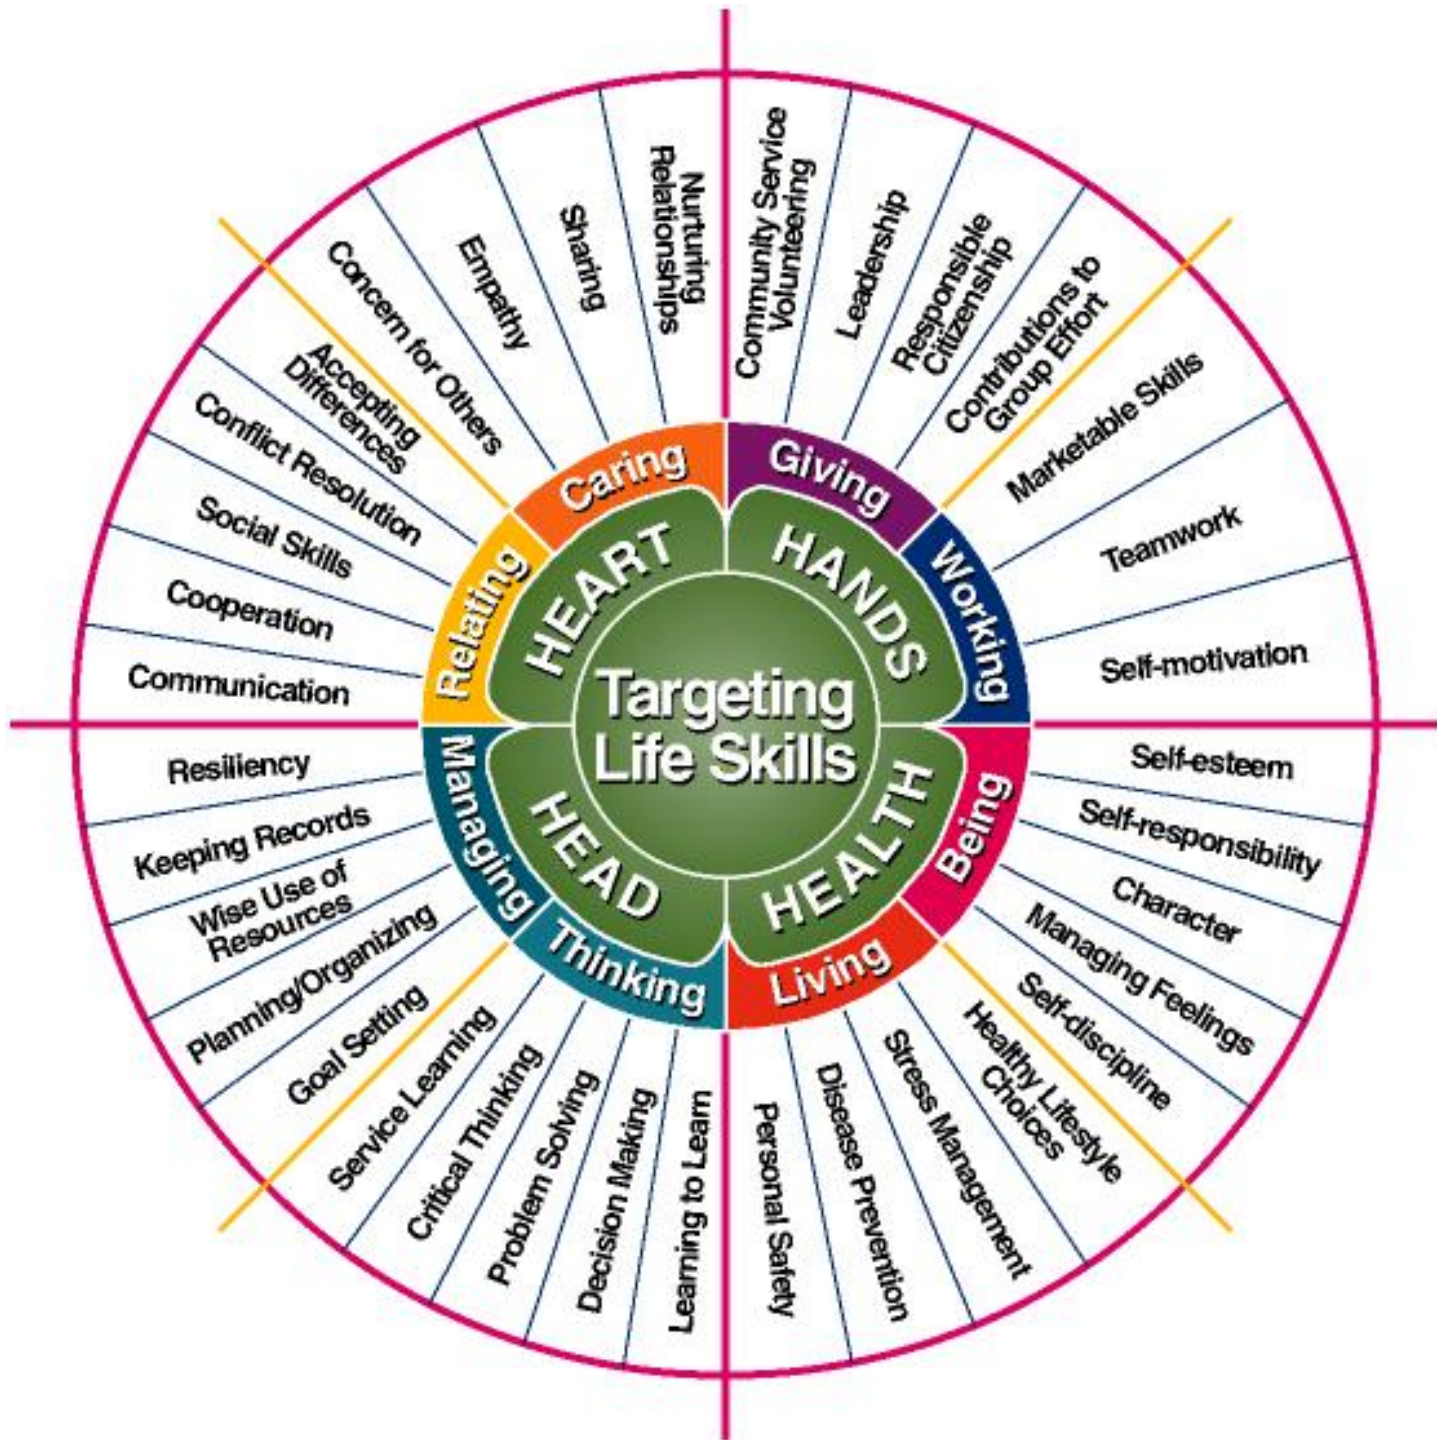 Targeting
Life Skills
HEART
Caring
Concern for Others
Empathy
Sharing
Nurturing
Relationships
Relating
Accepting
Differences
Conflict Resolution
Social Skills
Cooperation
Communication
HANDS
Giving
Community Service
Volunteering
Leadership
Responsible
Citizenship
Contributions to
Group Effort
Working
Marketable Skills
Teamwork
Self-motivation
HEALTH
Being
Self-esteem
Self-responsibility
Character
Managing Feelings
Self-discipline
Living
Healthy Lifestyle
Choices
Stress Management
Disease Prevention
Personal Safety
HEAD
Thinking
Learning to Learn
Decision Making
Problem Solving
Critical Thinking
Service Learning
Managing
Goal Setting
Planning/Organizing
Wise Use of
Resources
Keeping Records
Resiliency